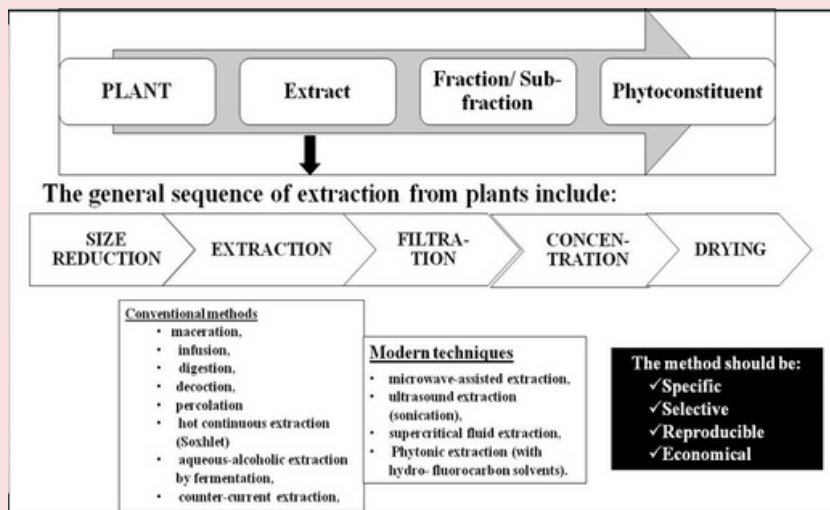 PLANT
Extract
Fraction/ Sub-
fraction
Phytoconstituent
The general sequence of extraction from plants include:
SIZE
REDUCTION
EXTRACTION
FILTRA-
TION
CONCEN-
TRATION
DRYING
Conventional methods
• maceration,
• infusion,
• digestion,
• decoction,
• percolation
• hot continuous extraction
(Soxhlet)
• aqueous-alcoholic extraction
by fermentation,
• counter-current extraction,
Modern techniques
• microwave-assisted extraction,
• ultrasound extraction
(sonication),
• supercritical fluid extraction,
• Phytonic extraction (with
hydro- fluorocarbon solvents).
The method should be:
✓Specific
✓Selective
✓Reproducible
✓Economical